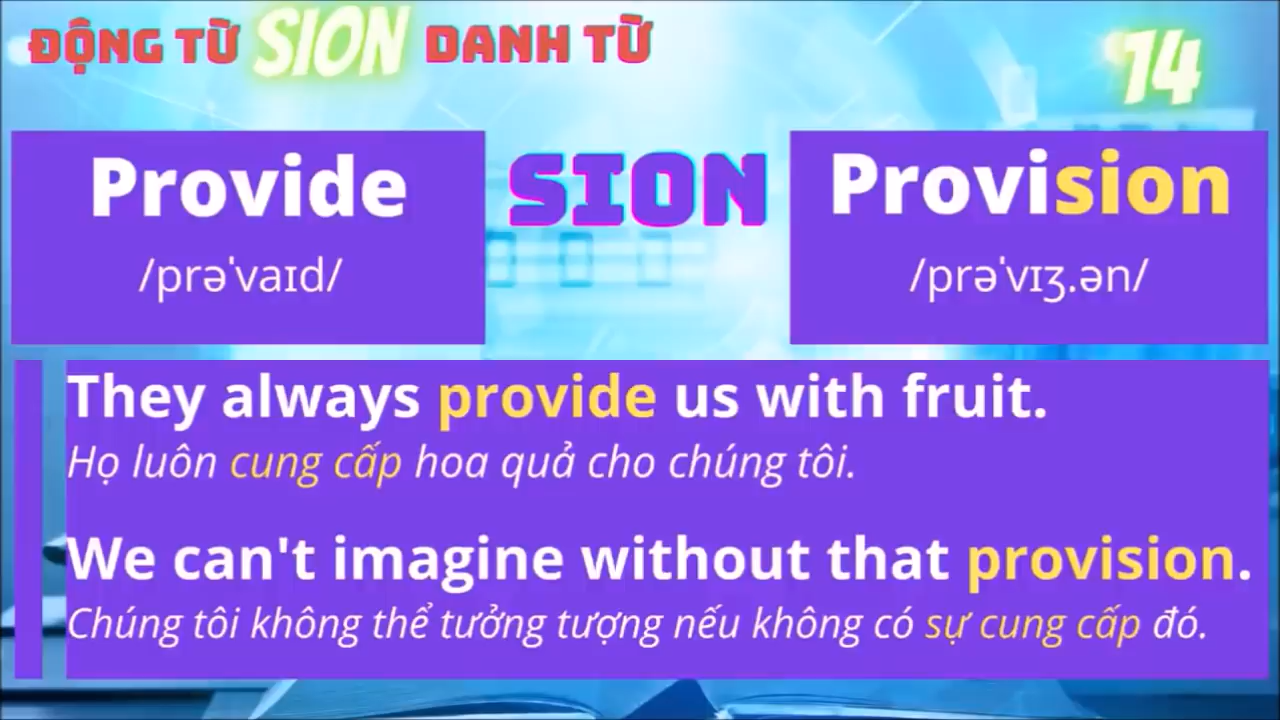 ĐỘNG TỪ SION DANH TỪ
14
Provide
SION
Provision
/prəˈvaɪd/
/prəˈvɪʒ.ən/
They always provide us with fruit.
Họ luôn cung cấp hoa quả cho chúng tôi.
We can't imagine without that provision.
Chúng tôi không thể tưởng tượng nếu không có sự cung cấp đó.